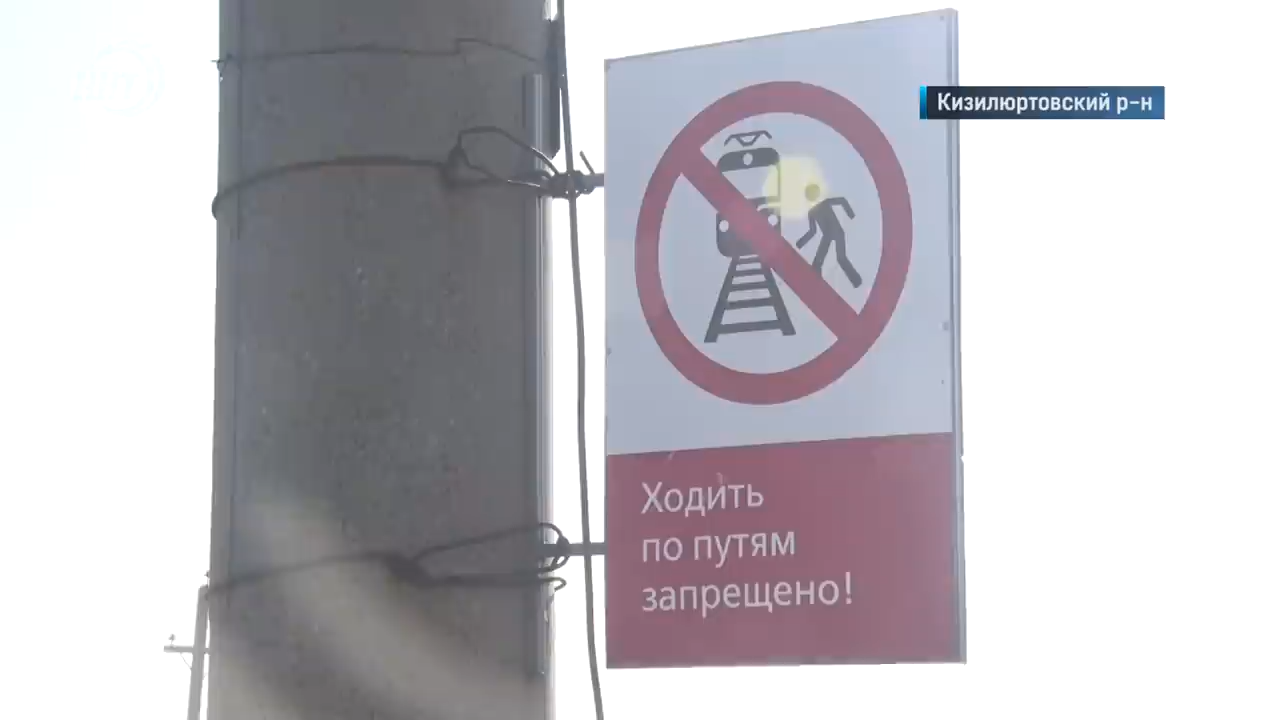 Кизилюртовский р-н
Ходить
по путям
запрещено!